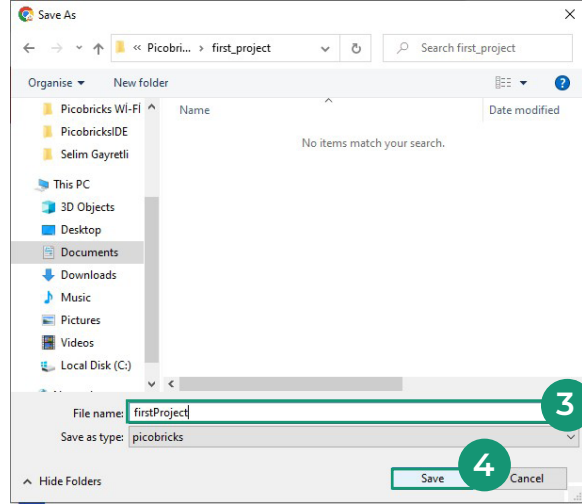 Save As
« Picobri... › first_project
Search first_project
Organise
New folder
Picobricks Wİ-Fİ
Name
Date modified
PicobricksIDE
No items match your search.
Selim Gayretli
This PC
3D Objects
Desktop
Documents
Downloads
Music
Pictures
Videos
Local Disk (C:)
File name: firstProject
3
Save as type: picobricks
4
Hide Folders
Save
Cancel